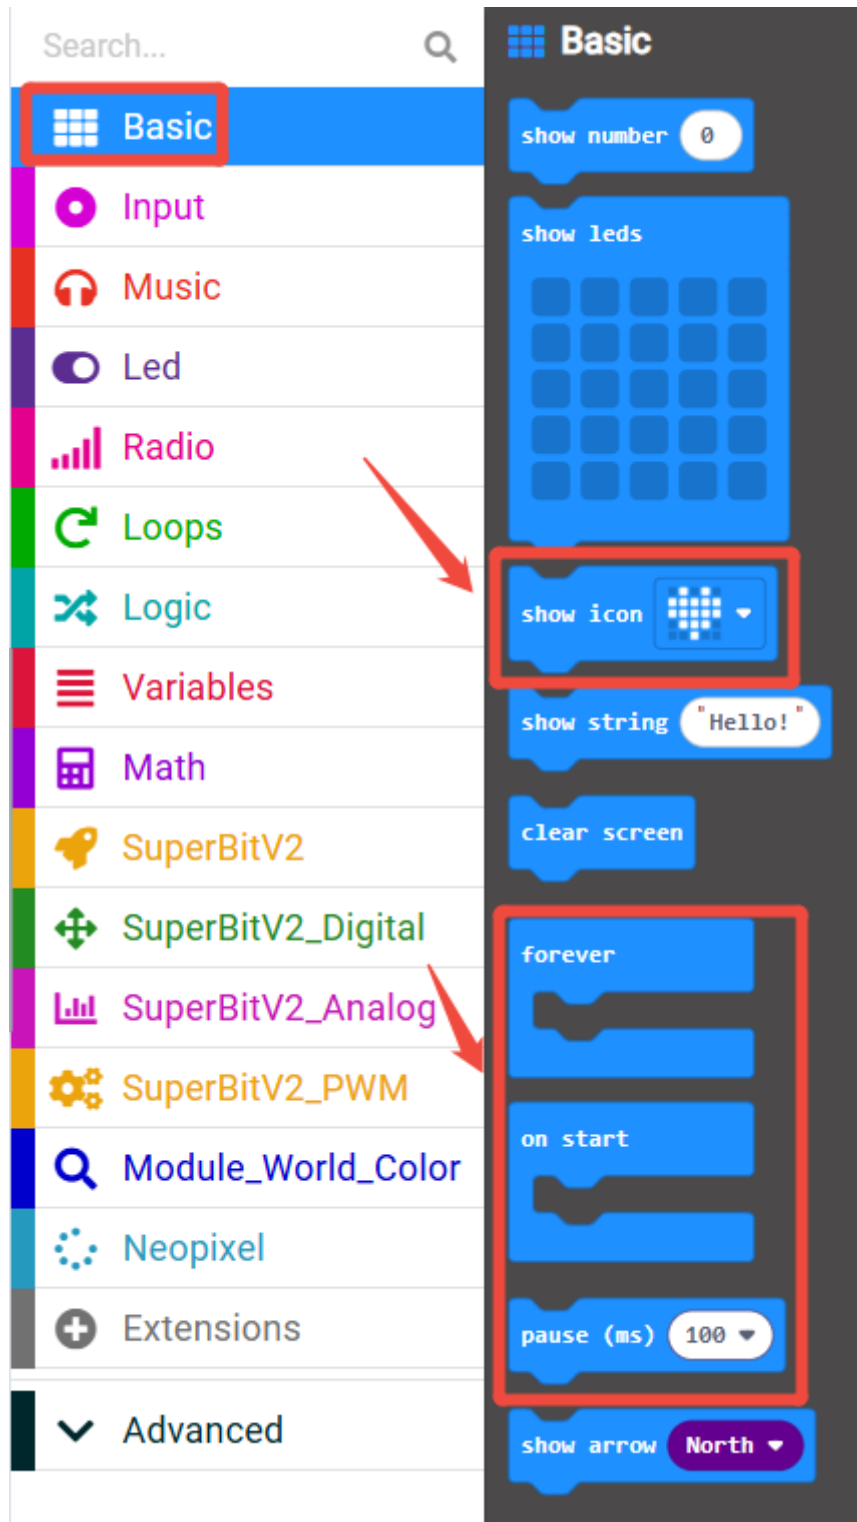 Search...
Basic
Input
Music
Led
Radio
Loops
Logic
Variables
Math
SuperBitV2
SuperBitV2_Digital
SuperBitV2_Analog
SuperBitV2_PWM
Module_World_Color
Neopixel
Extensions
Advanced
Basic
show number 0
show leds
show icon
show string "Hello!"
clear screen
forever
on start
pause (ms) 100
show arrow North